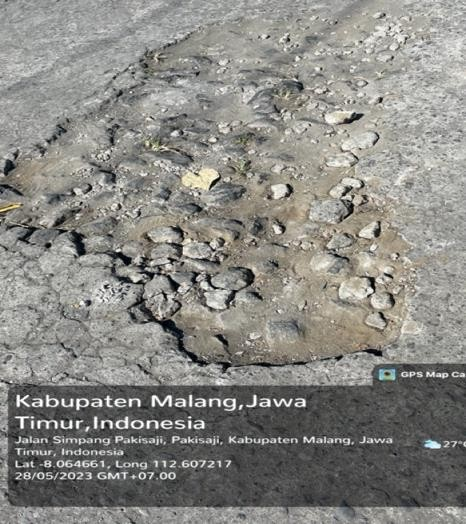 GPS Map Ca
Kabupaten Malang,Jawa
Timur,Indonesia
Jalan Simpang Pakisaji, Pakisaji, Kabupaten Malang, Jawa
Timur, Indonesia
27°
Lat -8.064661, Long 112.607217
28/05/2023 GMT+07.00